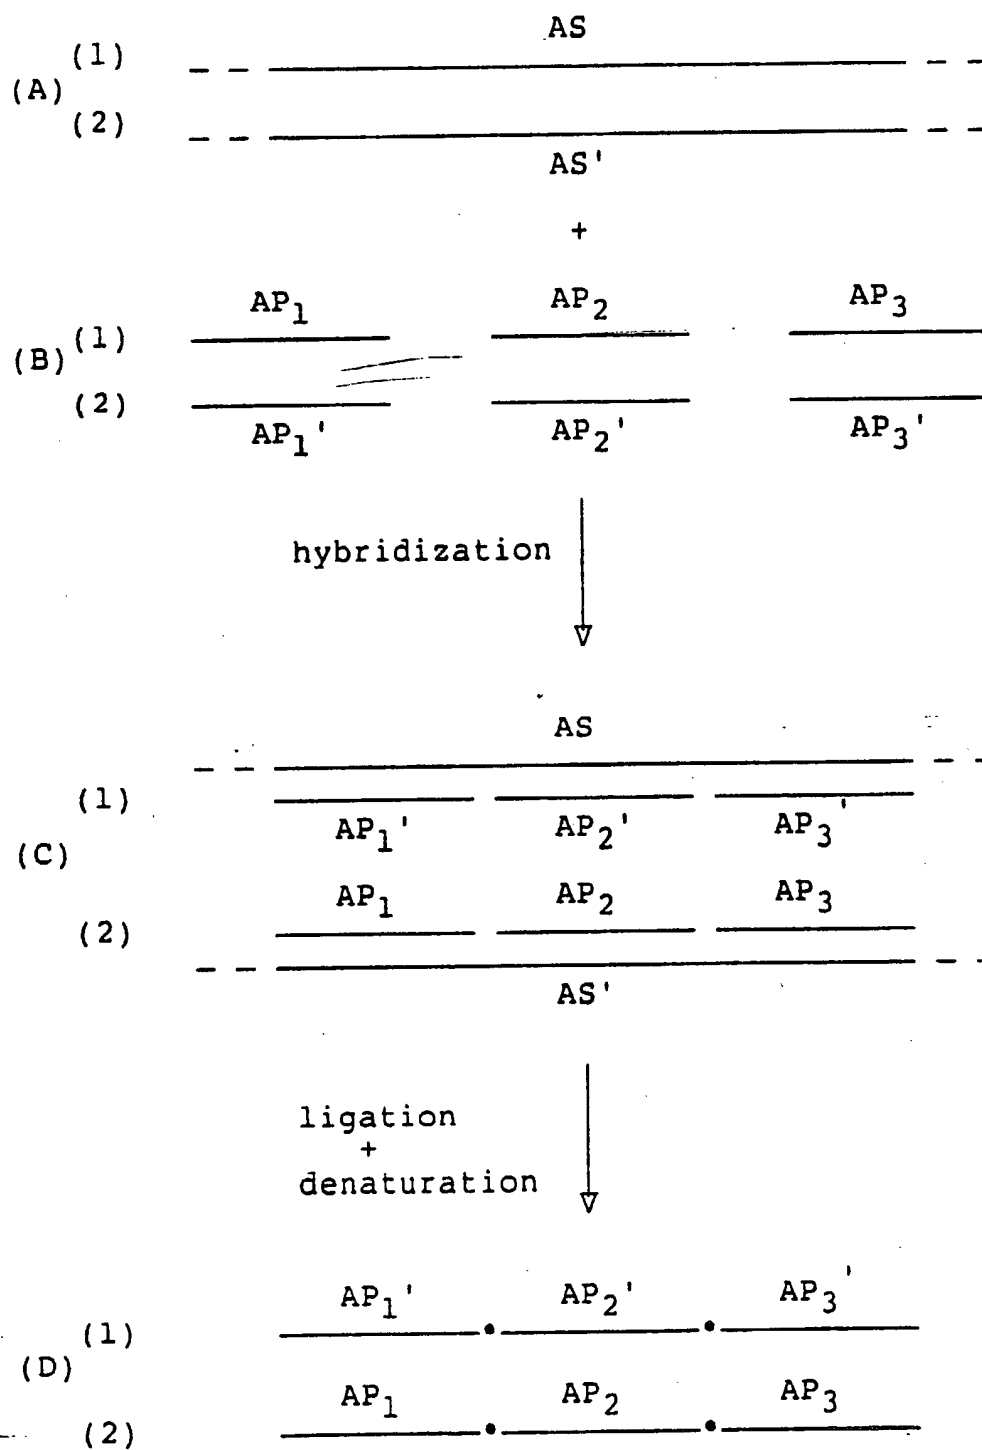 AS
(1)
(A)
(2)
AS'
+
AP1 AP2 AP3
(1)
(B)
(2)
AP1' AP2' AP3'
hybridization
AS
(1)
AP1' AP2' AP3'
(C)
AP1 AP2 AP3
(2)
AS'
ligation
+
denaturation
AP1' AP2' AP3'
(1)
(D)
AP1 AP2 AP3
(2)